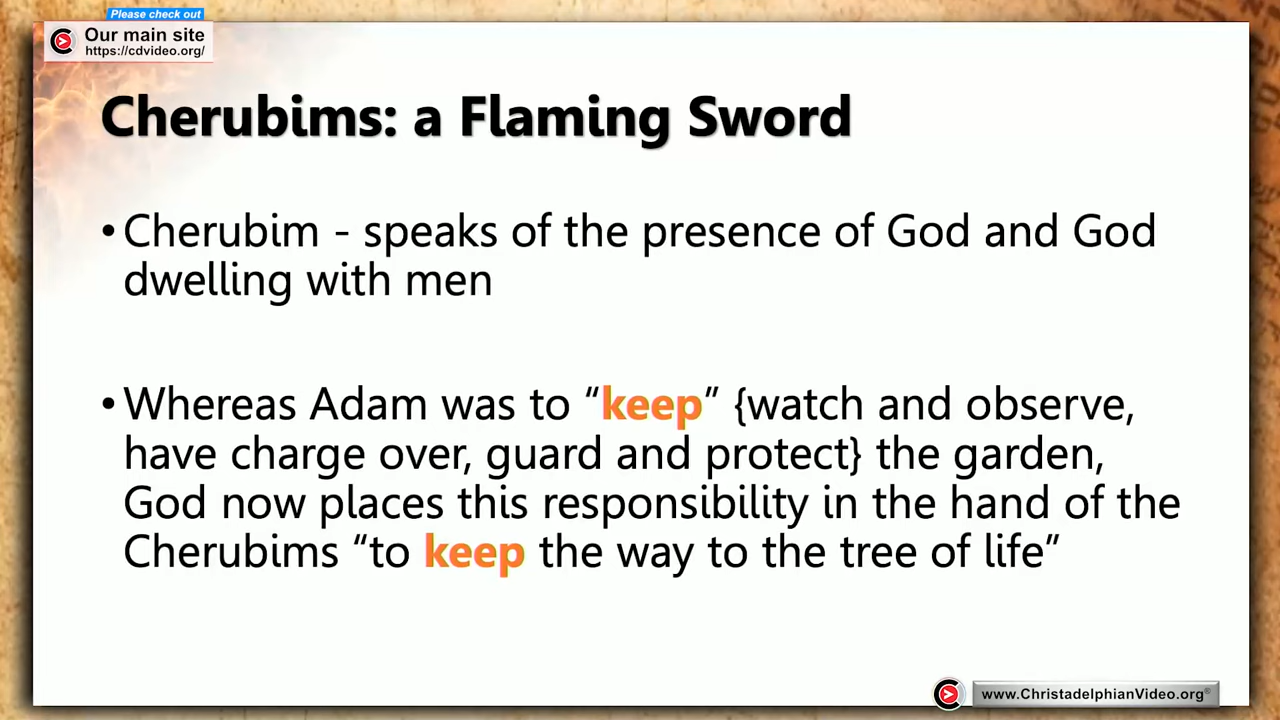 Please check out
Our main site
https://cdvideo.org/
Cherubims: a Flaming Sword
• Cherubim - speaks of the presence of God and God
dwelling with men
• Whereas Adam was to “keep” {watch and observe,
have charge over, guard and protect} the garden,
God now places this responsibility in the hand of the
Cherubims “to keep the way to the tree of life”
www.ChristadelphianVideo.org®